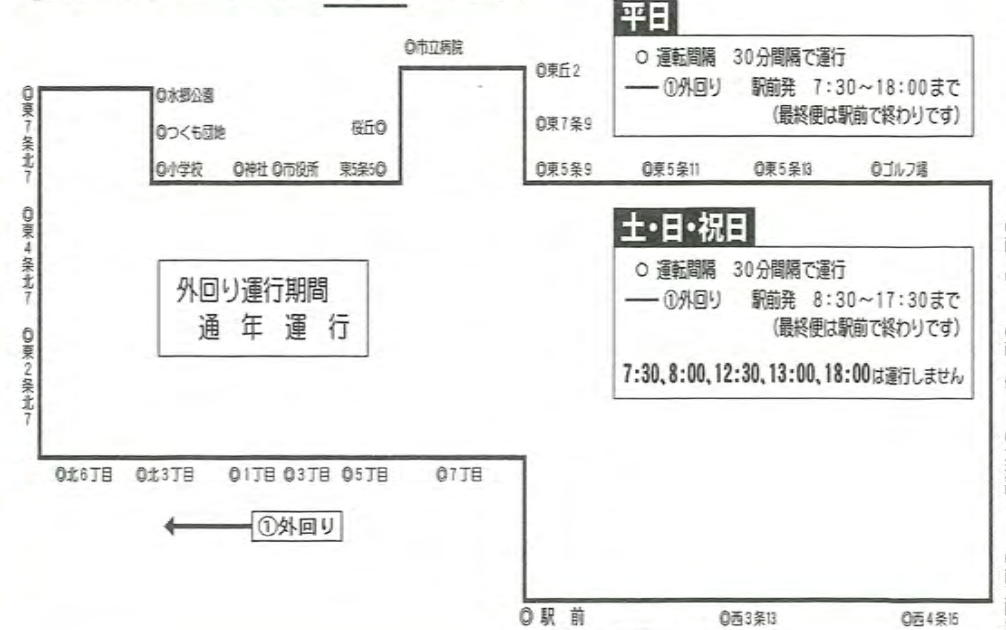 平日
○ 運転間隔 30分間隔で運行
①外回り 駅前発 7:30~18:00まで
(最終便は駅前で終わりです)
◎市立病院
◎東丘2
◎東7条北7
◎水郷公園
◎つくも団地
桜丘◎
◎東7条9
◎小学校 ◎神社 ◎市役所 東5条5◎
◎東5条9 ◎東5条11 ◎東5条13 ◎ゴルフ場
◎東4条北7
土・日・祝日
○ 運転間隔 30分間隔で運行
①外回り 駅前発 8:30~17:30まで
(最終便は駅前で終わりです)
7:30、8:00、12:30、13:00、18:00は運行しません
外回り運行期間
通年運行
◎東2条北7
◎北6丁目 ◎北3丁目 ◎1丁目 ◎3丁目 ◎5丁目 ◎7丁目
①外回り
◎駅前 ◎西3条13 ◎西4条15